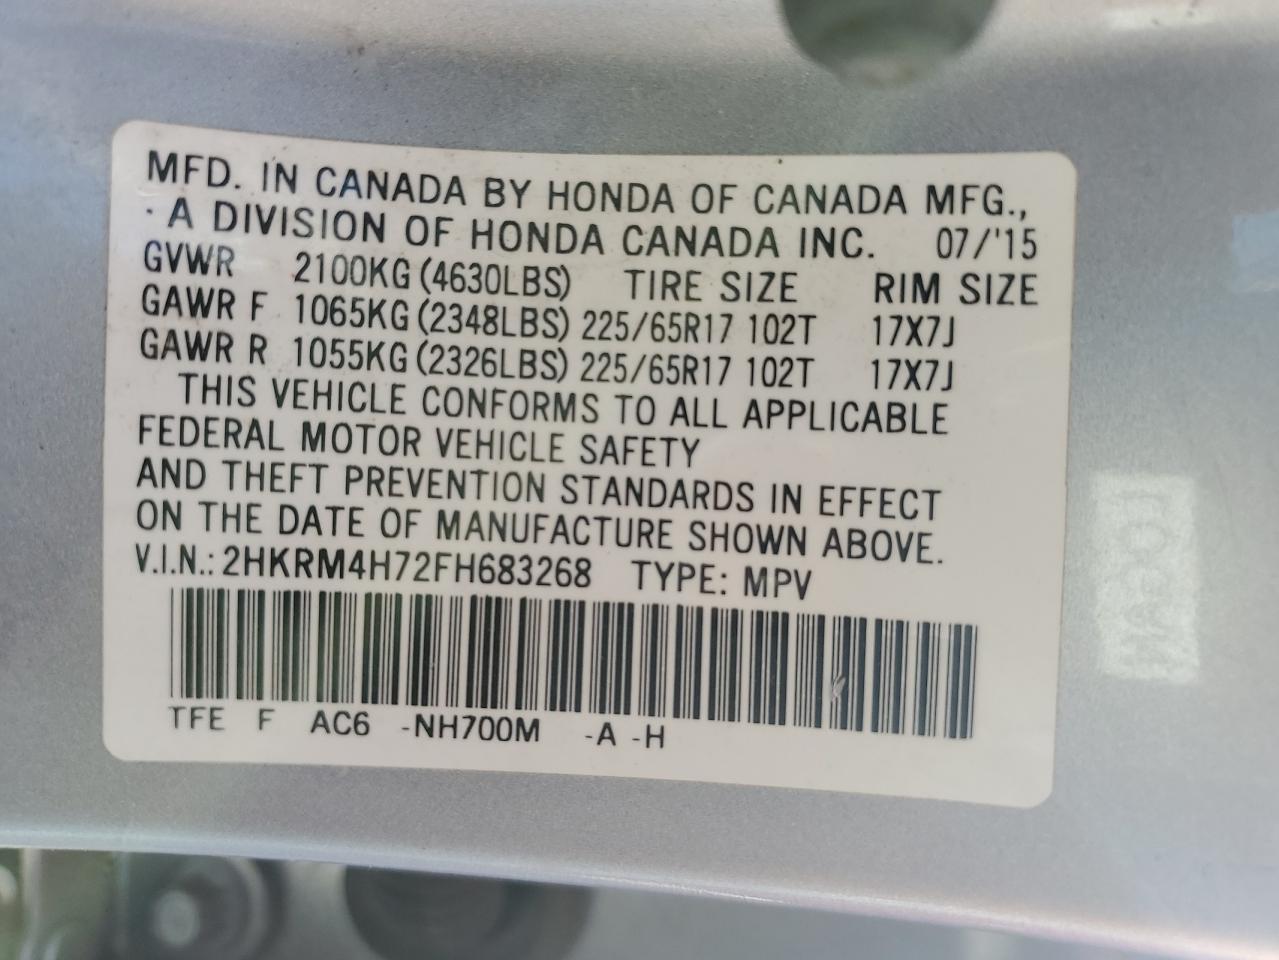 MFD. IN CANADA BY HONDA OF CANADA MFG.,
· A DIVISION OF HONDA CANADA INC. 07/'15
GVWR 2100KG (4630LBS) TIRE SIZE RIM SIZE
GAWR F 1065KG (2348LBS) 225/65R17 102T 17X7J
GAWR R 1055KG (2326LBS) 225/65R17 102T 17X7J
THIS VEHICLE CONFORMS TO ALL APPLICABLE
FEDERAL MOTOR VEHICLE SAFETY
AND THEFT PREVENTION STANDARDS IN EFFECT
ON THE DATE OF MANUFACTURE SHOWN ABOVE.
V.I.N.: 2HKRM4H72FH683268 TYPE: MPV
TFE F AC6 -NH700M -A -H